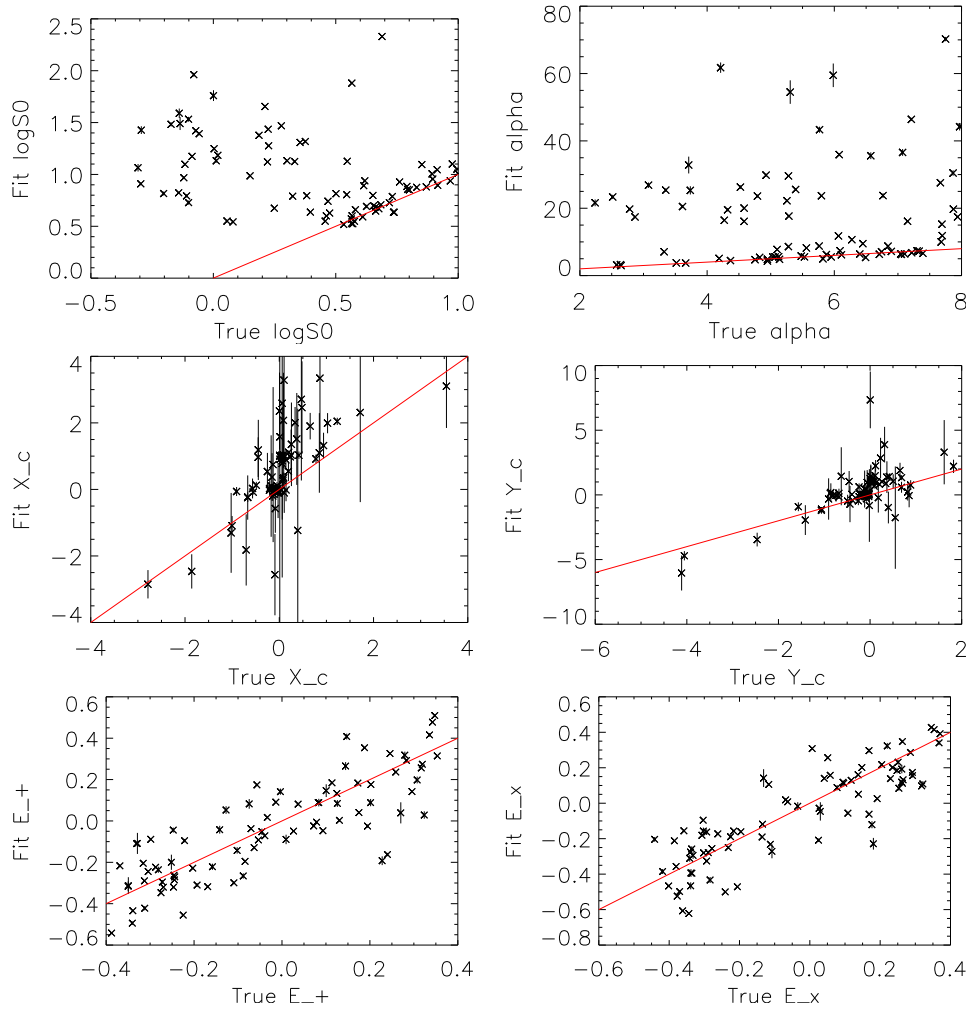 2.5
2.0
1.5
1.0
0.5
0.0
Fit logS0
-0.5 0.0 0.5 1.0
True logS0
80
60
40
20
0
Fit alpha
2 4 6 8
True alpha
4
2
0
-2
-4
Fit X_c
-4 -2 0 2 4
True X_c
10
5
0
-5
-10
Fit Y_c
-6 -4 -2 0 2
True Y_c
0.6
0.4
0.2
0.0
-0.2
-0.4
-0.6
Fit E_+
-0.4 -0.2 0.0 0.2 0.4
True E_+
0.6
0.4
0.2
0.0
-0.2
-0.4
-0.6
-0.8
Fit E_x
-0.6 -0.4 -0.2 0.0 0.2 0.4
True E_x